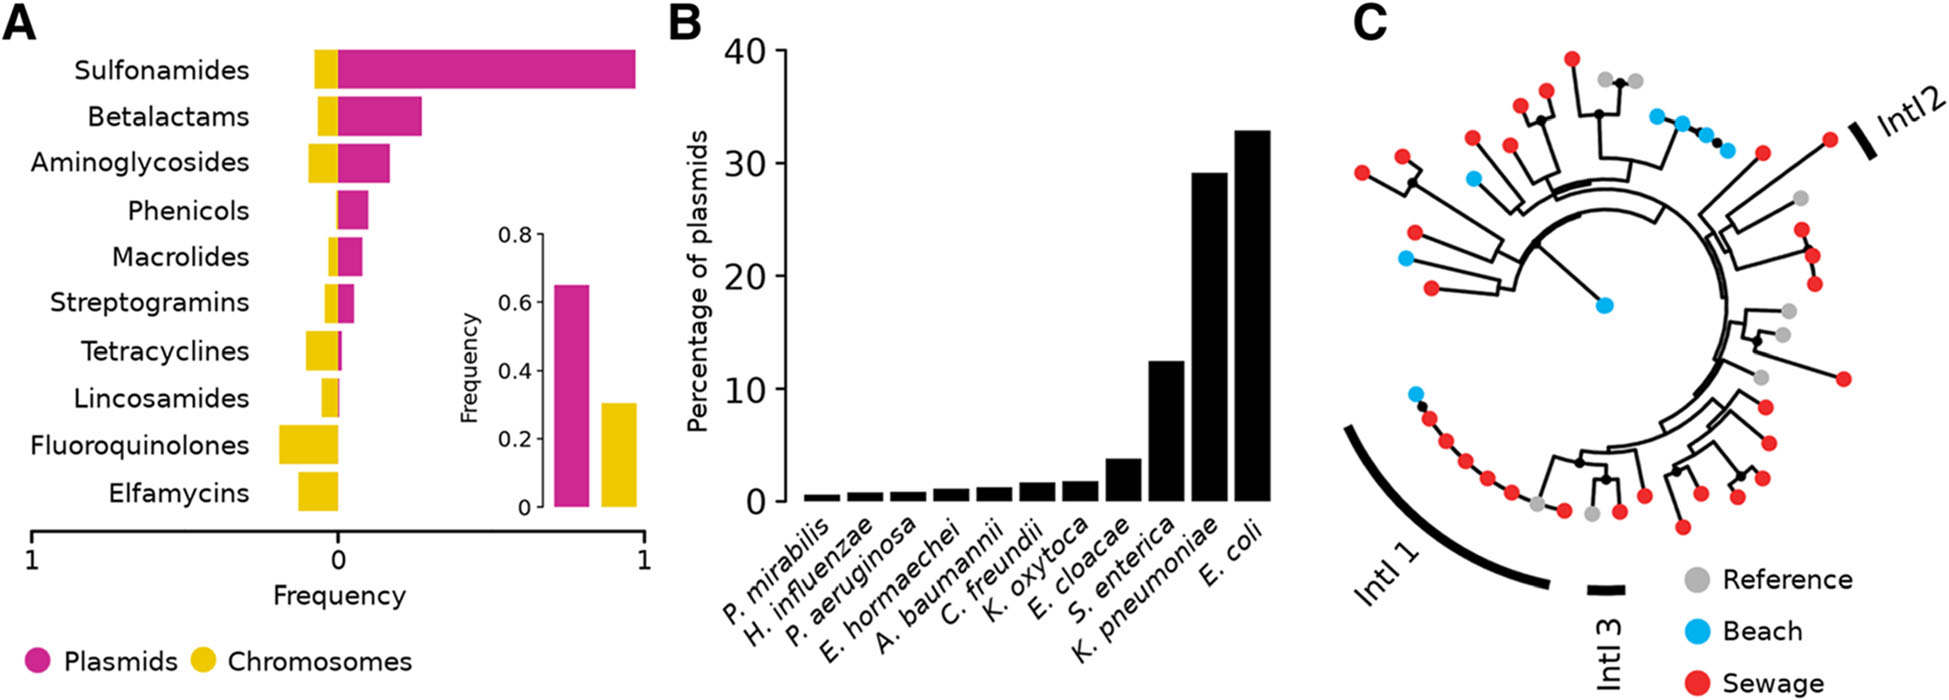 A
Sulfonamides
Betalactams
Aminoglycosides
Phenicols
Macrolides
Streptogramins
Tetracyclines
Lincosamides
Fluoroquinolones
Elfamycins
1
0
1
Frequency
Plasmids
Chromosomes
Frequency
0.8
0.6
0.4
0.2
0
B
Percentage of plasmids
40
30
20
10
0
P. mirabilis
H. influenzae
P. aeruginosa
E. hormaechei
A. baumannii
C. freundii
K. oxytoca
E. cloacae
S. enterica
K. pneumoniae
E. coli
C
IntI2
IntI 1
IntI 3
Reference
Beach
Sewage